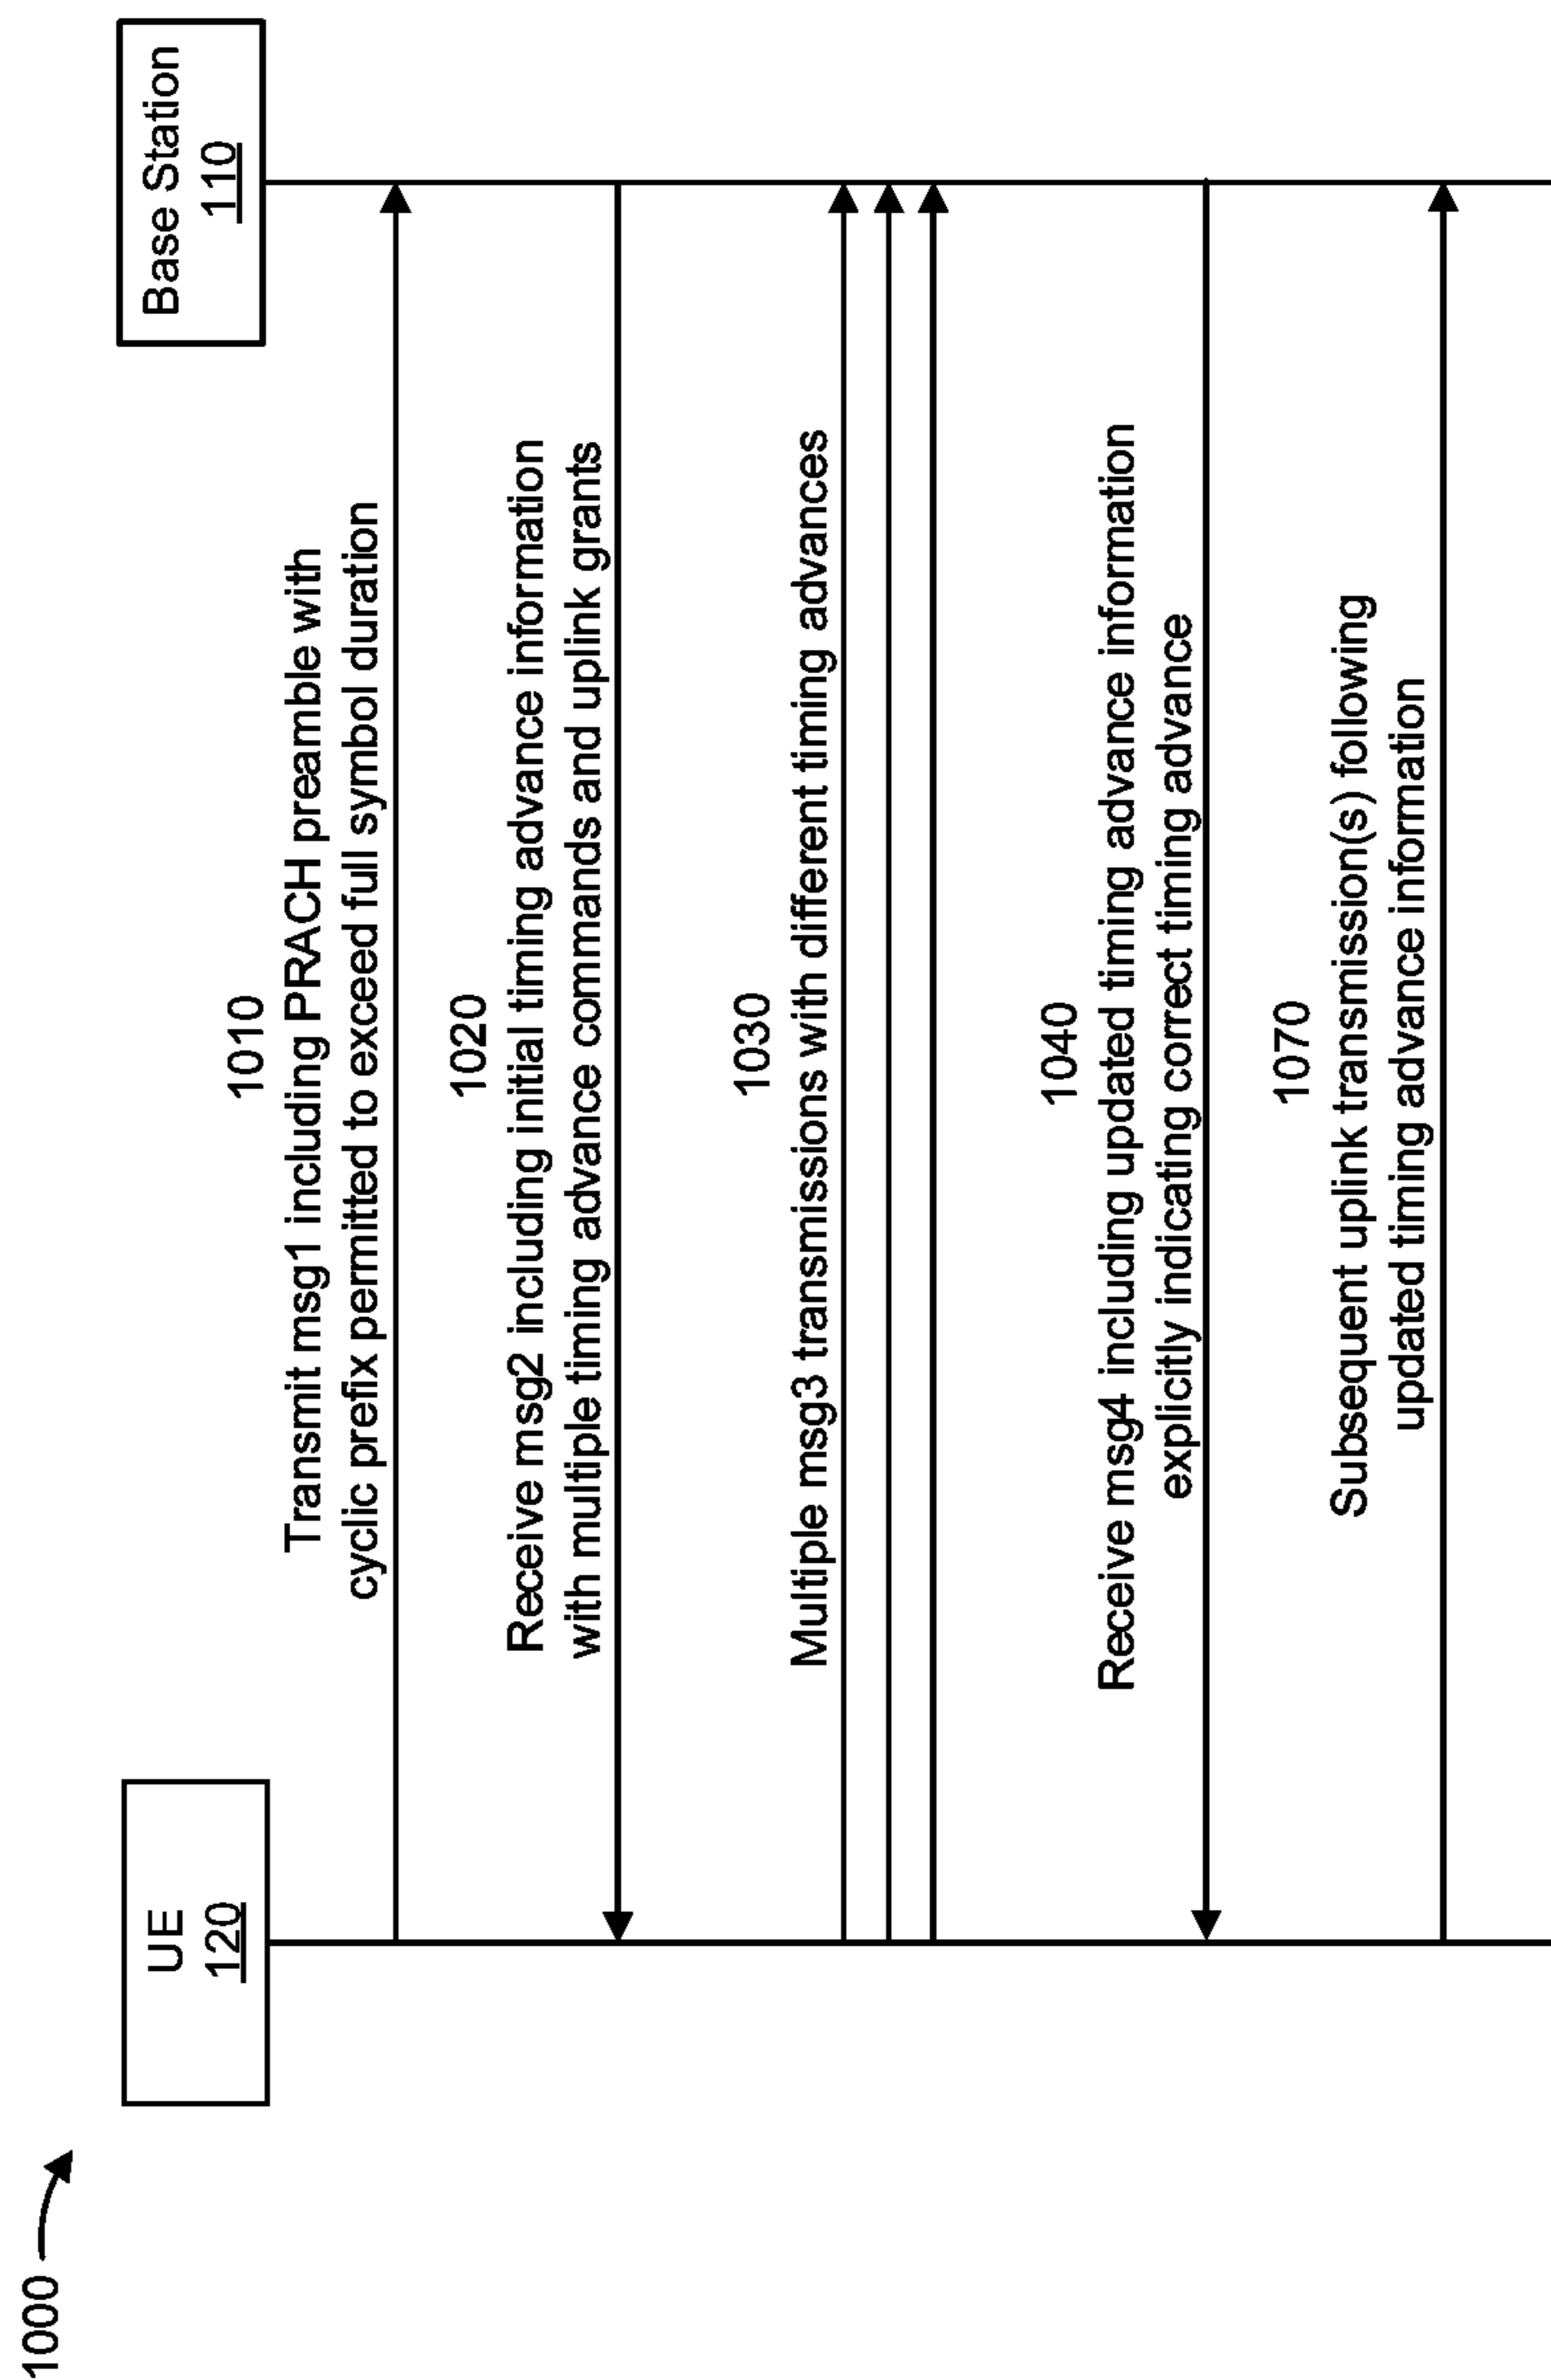 1000
UE
120
Base Station
110
1010
Transmit msg1 including PRACH preamble with
cyclic prefix permitted to exceed full symbol duration
1020
Receive msg2 including initial timing advance information
with multiple timing advance commands and uplink grants
1030
Multiple msg3 transmissions with different timing advances
1040
Receive msg4 including updated timing advance information
explicitly indicating correct timing advance
1070
Subsequent uplink transmission(s) following
updated timing advance information